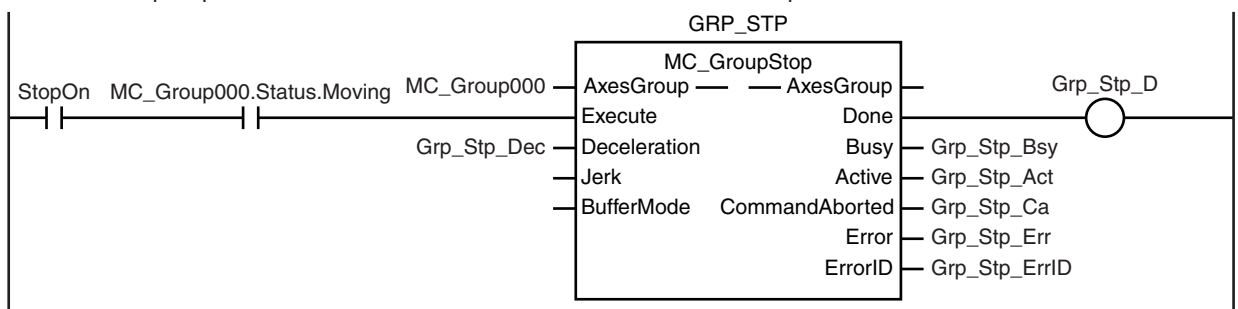 GRP_STP
MC_GroupStop
StopOn MC_Group000.Status.Moving MC_Group000 AxesGroup AxesGroup Grp_Stp_D
Execute Done
Grp_Stp_Dec Deceleration Busy Grp_Stp_Bsy
Jerk Active Grp_Stp_Act
BufferMode CommandAborted Grp_Stp_Ca
Error Grp_Stp_Err
ErrorID Grp_Stp_ErrID